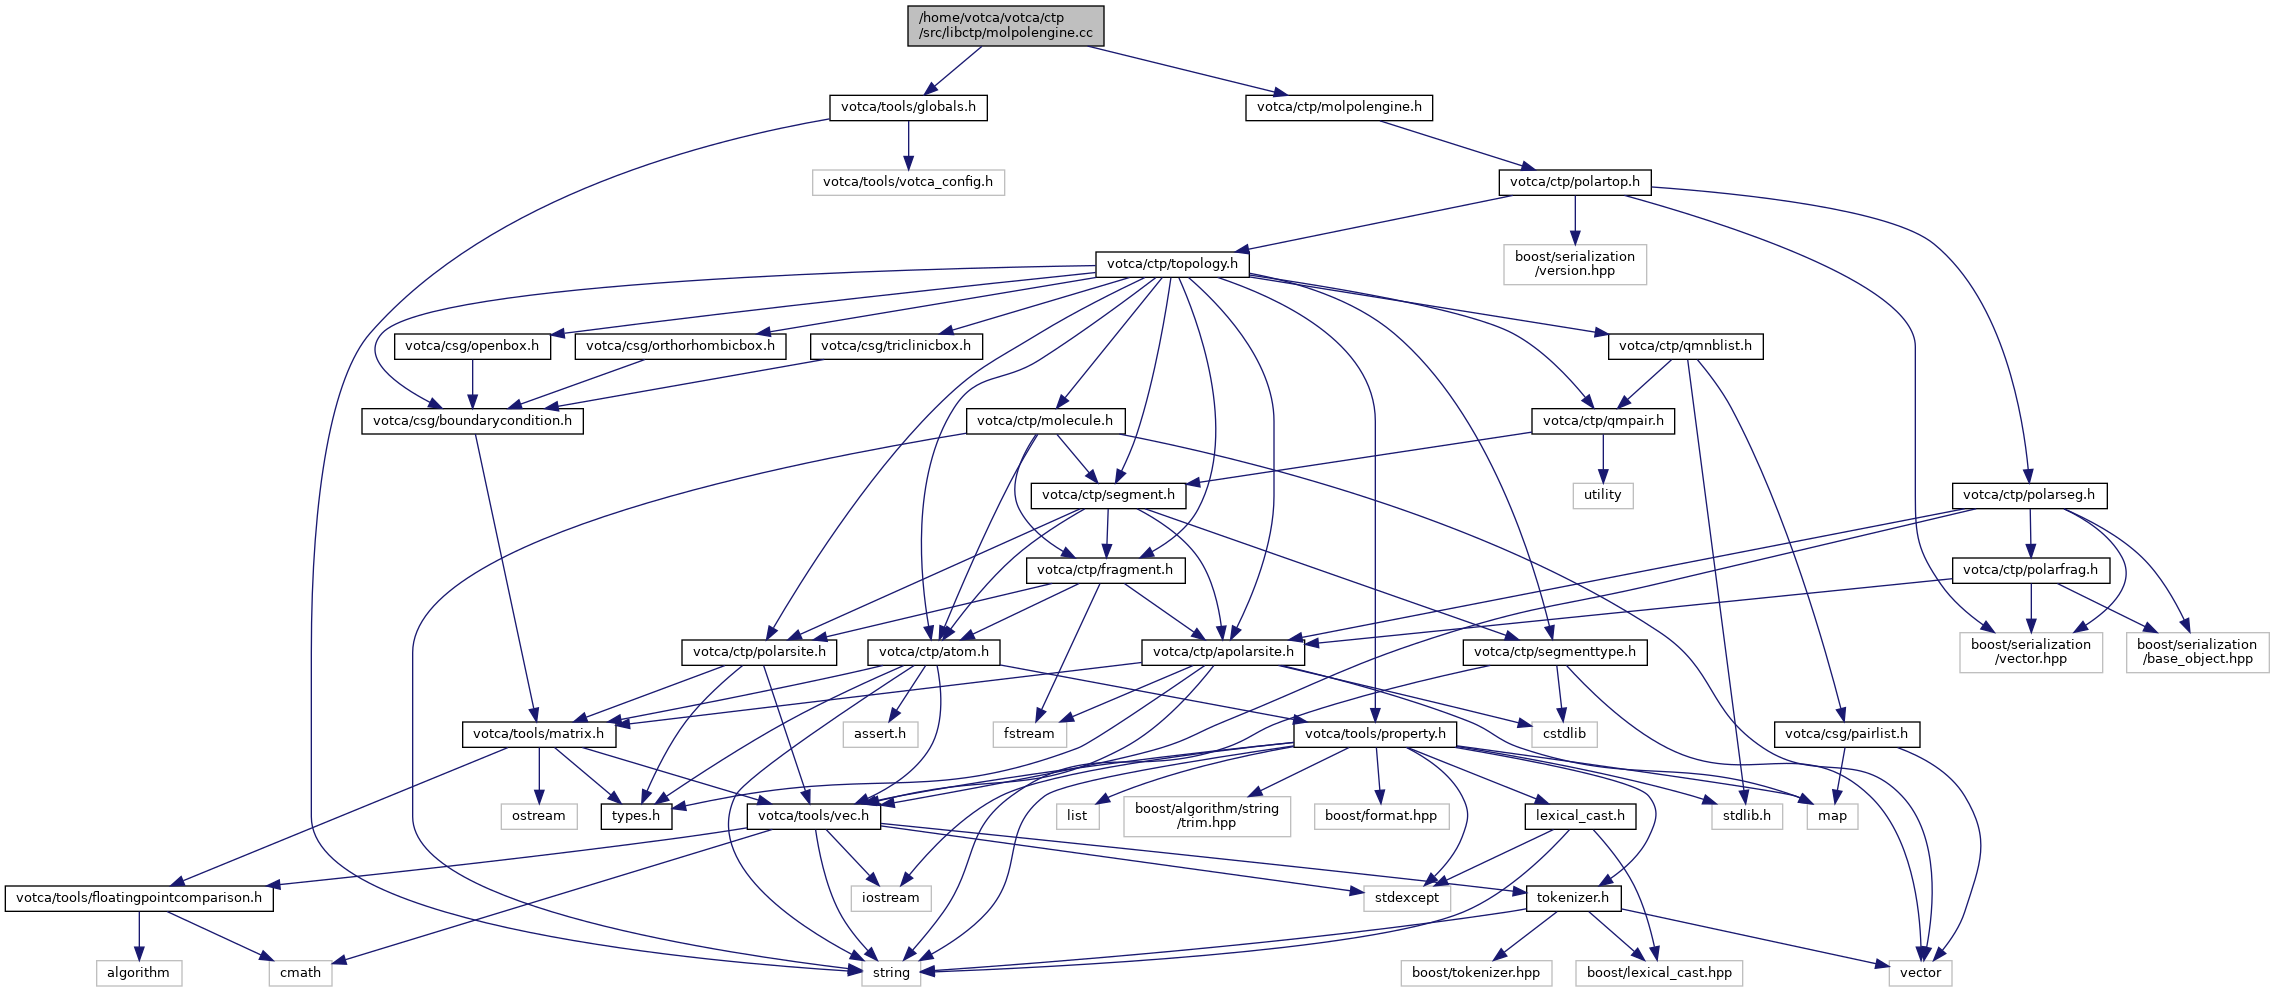 /home/votca/votca/ctp
/src/libctp/molpolengine.cc
votca/tools/globals.h
votca/ctp/molpolengine.h
votca/tools/votca_config.h
votca/ctp/polartop.h
votca/ctp/topology.h
boost/serialization
/version.hpp
votca/csg/openbox.h
votca/csg/orthorhombicbox.h
votca/csg/triclinicbox.h
votca/ctp/qmnblist.h
votca/csg/boundarycondition.h
votca/ctp/molecule.h
votca/ctp/qmpair.h
votca/ctp/segment.h
utility
votca/ctp/polarseg.h
votca/ctp/fragment.h
votca/ctp/polarfrag.h
votca/ctp/polarsite.h
votca/ctp/atom.h
votca/ctp/apolarsite.h
votca/ctp/segmenttype.h
boost/serialization
/vector.hpp
boost/serialization
/base_object.hpp
votca/tools/matrix.h
assert.h
fstream
votca/tools/property.h
cstdlib
votca/csg/pairlist.h
ostream
types.h
votca/tools/vec.h
list
boost/algorithm/string
/trim.hpp
boost/format.hpp
lexical_cast.h
stdlib.h
map
votca/tools/floatingpointcomparison.h
iostream
stdexcept
tokenizer.h
algorithm
cmath
string
boost/tokenizer.hpp
boost/lexical_cast.hpp
vector